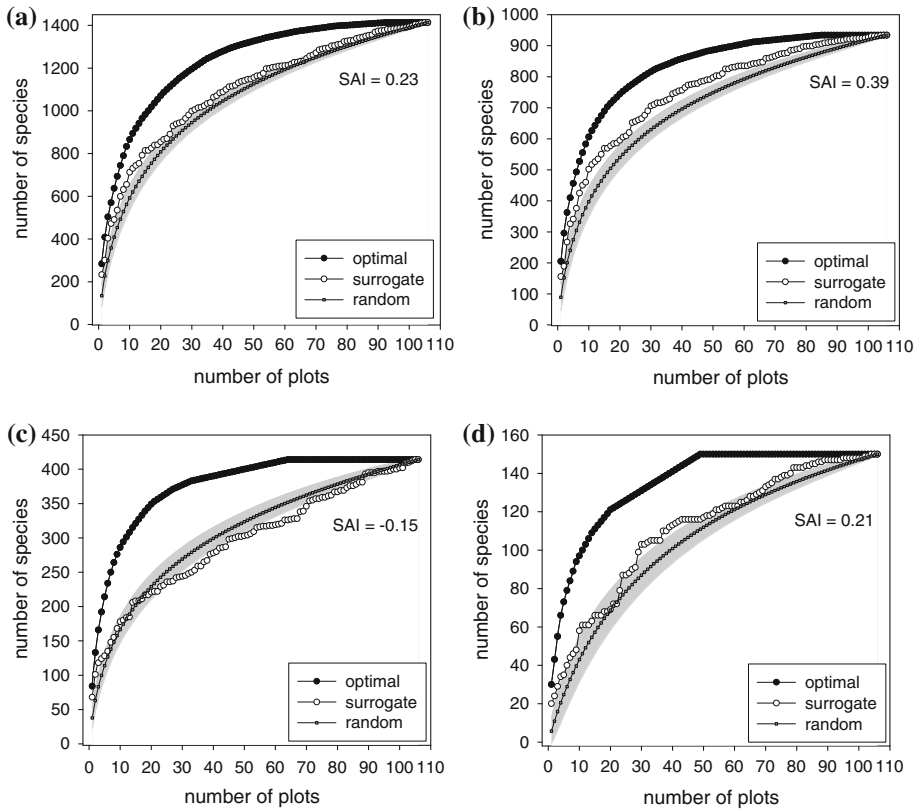 (a)
1400
1200
1000
800
600
400
200
0
number of species
SAI = 0.23
optimal
surrogate
random
0 10 20 30 40 50 60 70 80 90 100 110
number of plots
(b)
1000
900
800
700
600
500
400
300
200
100
0
number of species
SAI = 0.39
optimal
surrogate
random
0 10 20 30 40 50 60 70 80 90 100 110
number of plots
(c)
450
400
350
300
250
200
150
100
50
0
number of species
SAI = -0.15
optimal
surrogate
random
0 10 20 30 40 50 60 70 80 90 100 110
number of plots
(d)
160
140
120
100
80
60
40
20
0
number of species
SAI = 0.21
optimal
surrogate
random
0 10 20 30 40 50 60 70 80 90 100 110
number of plots